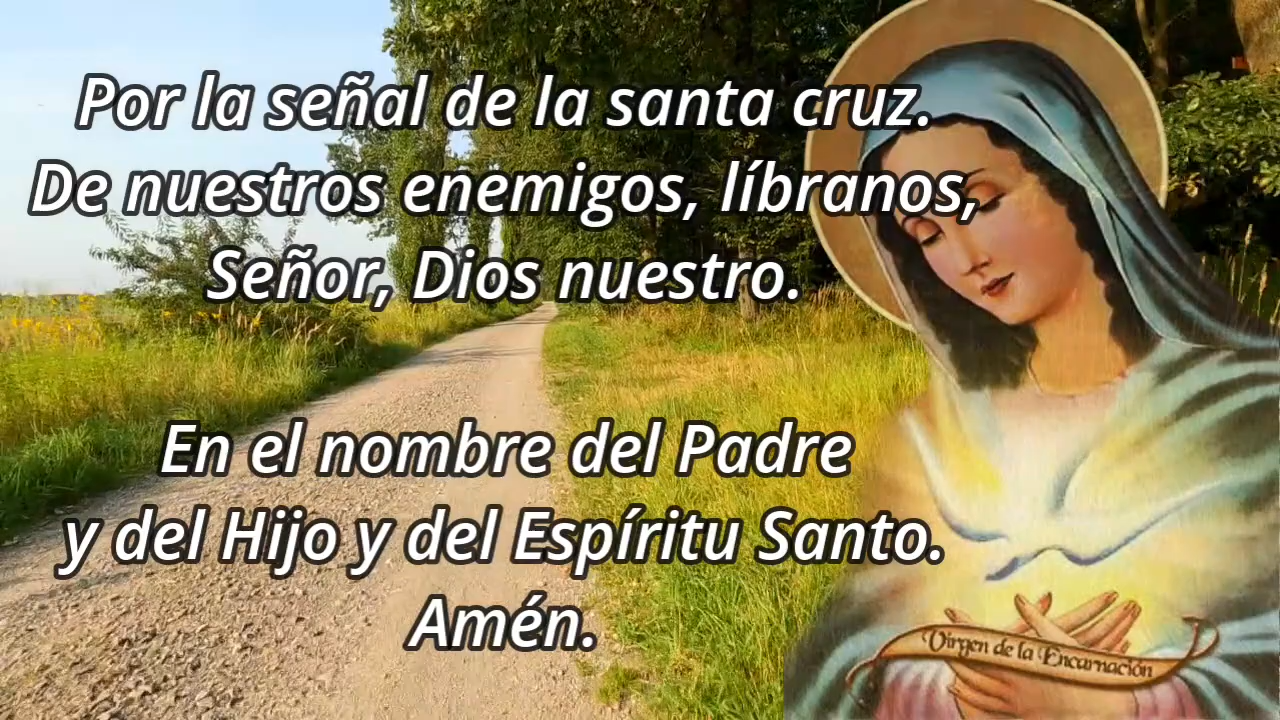 Por la señal de la santa cruz.
De nuestros enemigos, líbranos,
Señor, Dios nuestro.
En el nombre del Padre
y del Hijo y del Espíritu Santo.
Amén.
Virgen de la Encarnación